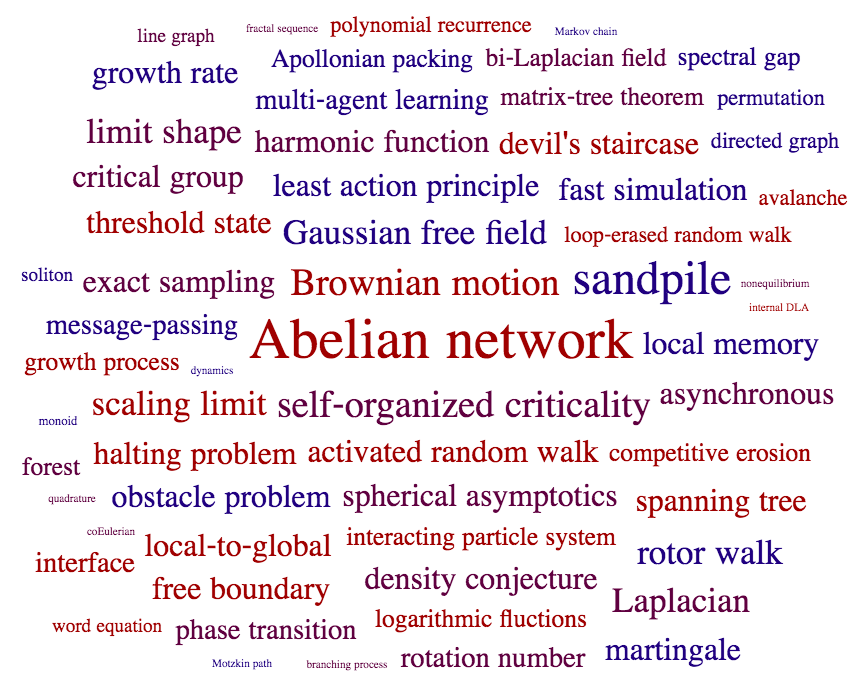 fractal sequence polynomial recurrence Markov chain
line graph
Apollonian packing bi-Laplacian field spectral gap
growth rate
multi-agent learning matrix-tree theorem permutation
limit shape harmonic function devil's staircase directed graph
critical group least action principle fast simulation avalanche
threshold state Gaussian free field loop-erased random walk
soliton exact sampling Brownian motion sandpile nonequilibrium
internal DLA
message-passing Abelian network local memory
growth process dynamics
scaling limit self-organized criticality asynchronous
monoid
forest halting problem activated random walk competitive erosion
quadrature obstacle problem spherical asymptotics spanning tree
coEulerian
interface local-to-global interacting particle system rotor walk
free boundary density conjecture Laplacian
word equation phase transition logarithmic fluctions
Motzkin path branching process rotation number martingale